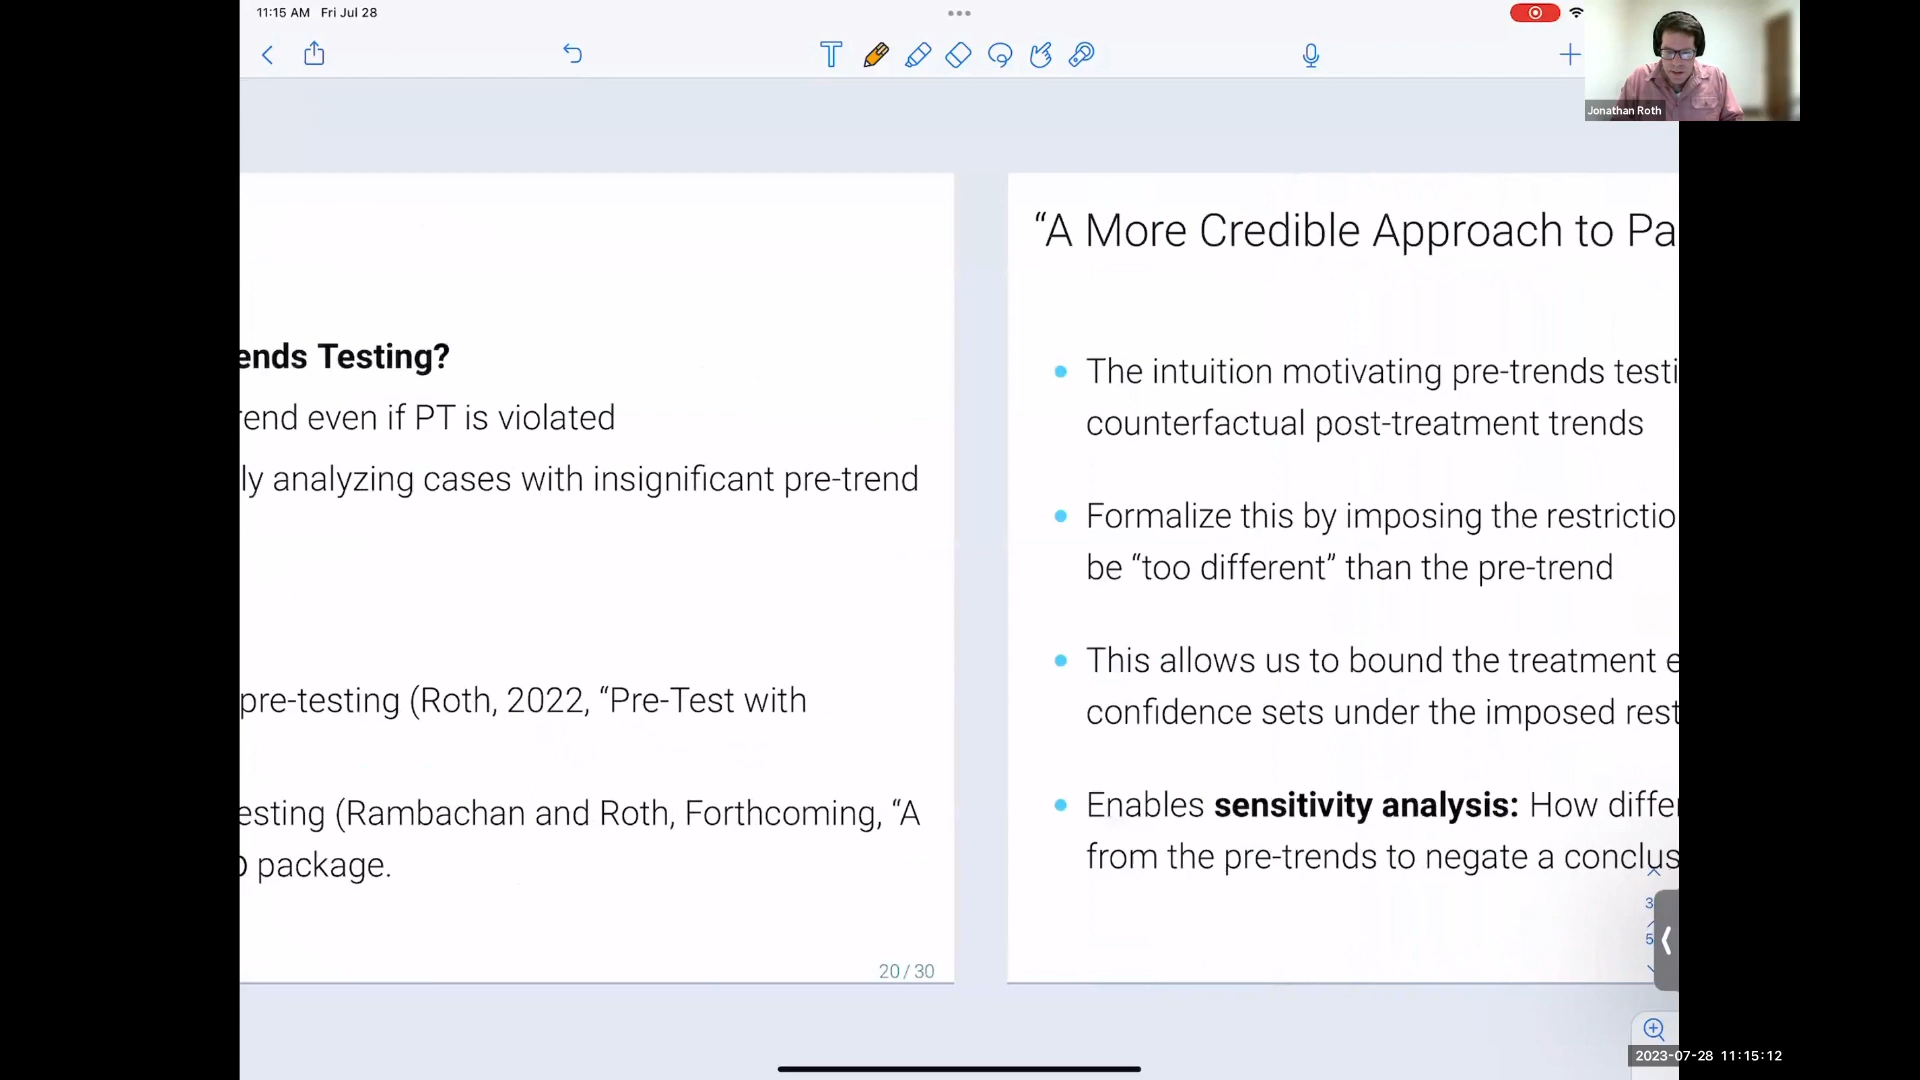 11:15 AM Fri Jul 28
Jonathan Roth
ends Testing?
rend even if PT is violated
ly analyzing cases with insignificant pre-trend
pre-testing (Roth, 2022, “Pre-Test with
esting (Rambachan and Roth, Forthcoming, “A
package.
20 / 30
“A More Credible Approach to Pa
The intuition motivating pre-trends testi
counterfactual post-treatment trends
Formalize this by imposing the restrictio
be “too different” than the pre-trend
This allows us to bound the treatment e
confidence sets under the imposed rest
Enables sensitivity analysis: How differ
from the pre-trends to negate a conclus
3
5
2023-07-28 11:15:12